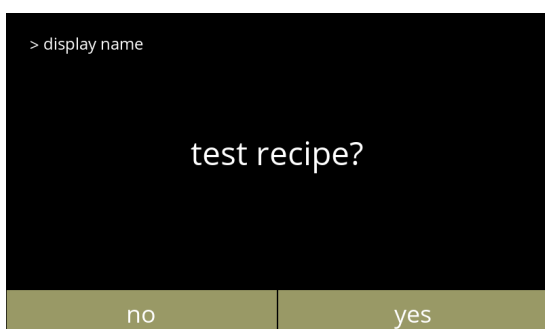 > display name
test recipe?
no
yes